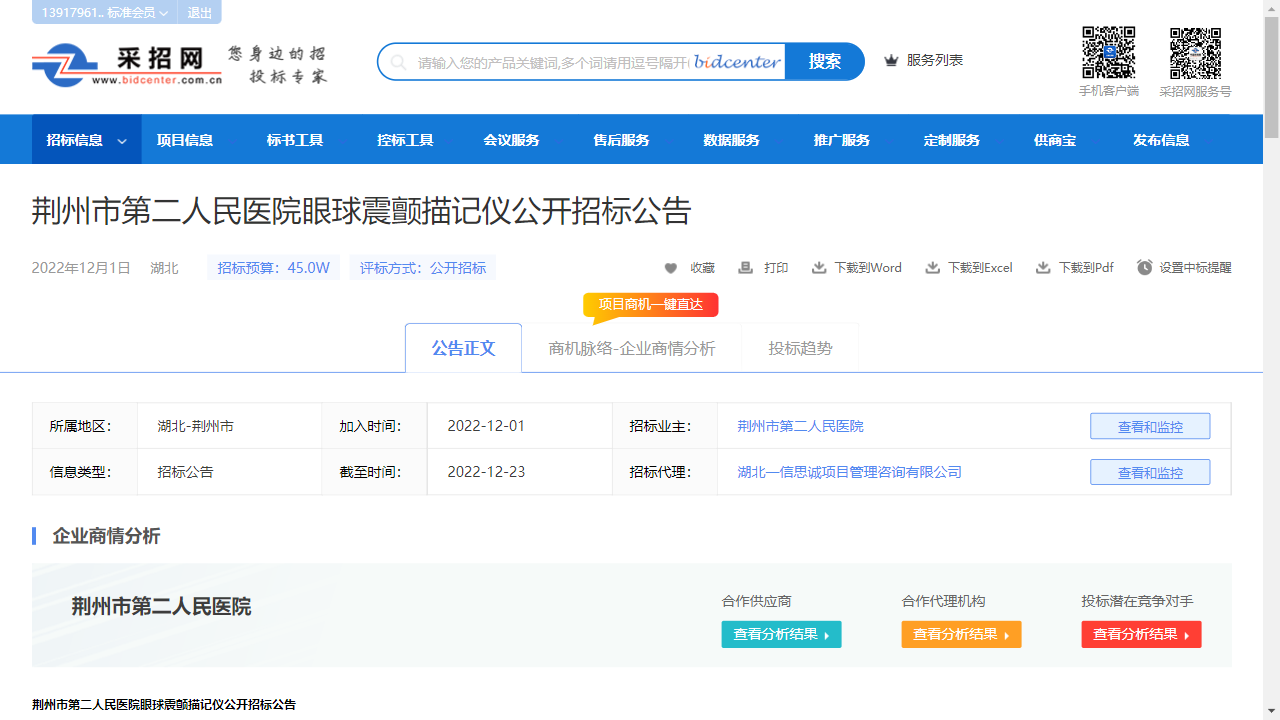 13917961... 标准会员 退出
采招网 www.bidcenter.com.cn
您身边的招
投标专家
请输入您的产品关键词,多个词请用逗号隔开 bidcenter 搜索 服务列表
手机客户端 采招网服务号
招标信息 项目信息 标书工具 控标工具 会议服务 售后服务 数据服务 推广服务 定制服务 供商宝 发布信息
荆州市第二人民医院眼球震颤描记仪公开招标公告
2022年12月1日 湖北 招标预算：45.0W 评标方式：公开招标 收藏 打印 下载到Word 下载到Excel 下载到Pdf 设置中标提醒
项目商机一键直达
公告正文 商机脉络-企业商情分析 投标趋势
所属地区： 湖北-荆州市 加入时间： 2022-12-01 招标业主： 荆州市第二人民医院 查看和监控
信息类型： 招标公告 截至时间： 2022-12-23 招标代理： 湖北一信思诚项目管理咨询有限公司 查看和监控
企业商情分析
荆州市第二人民医院
合作供应商 合作代理机构 投标潜在竞争对手
查看分析结果 查看分析结果 查看分析结果
荆州市第二人民医院眼球震颤描记仪公开招标公告